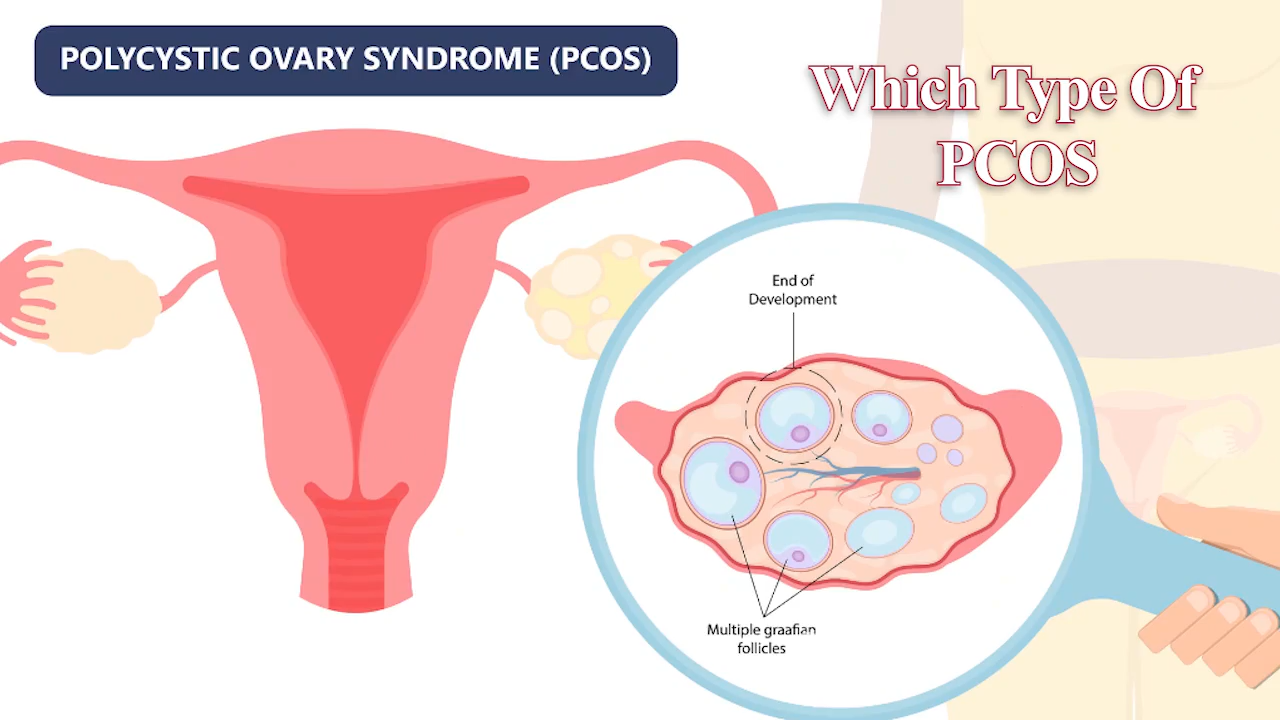 POLYCYSTIC OVARY SYNDROME (PCOS)
Which Type Of
PCOS
End of
Development
Multiple graafian
follicles